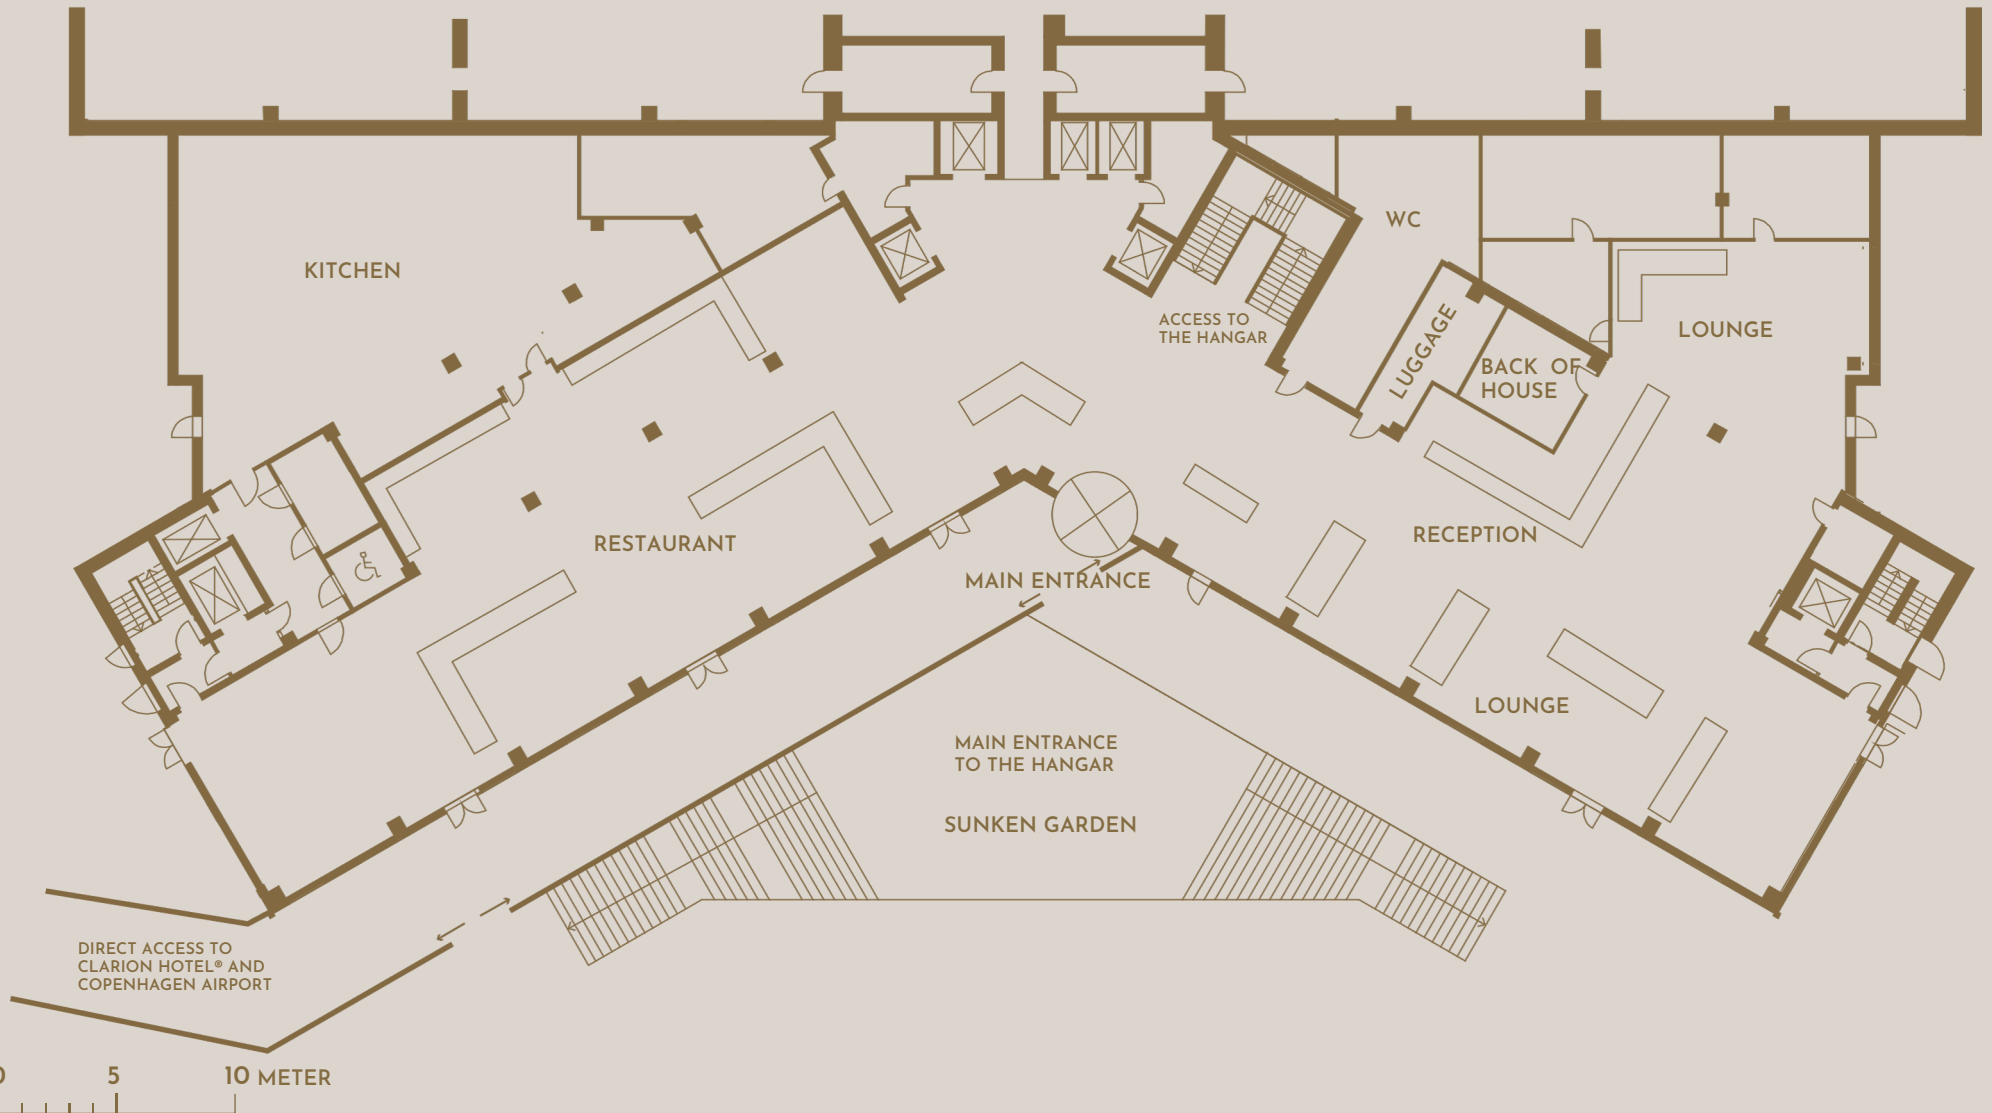 KITCHEN
WC
ACCESS TO
THE HANGAR
LUGGAGE
BACK OF
HOUSE
LOUNGE
RESTAURANT
MAIN ENTRANCE
RECEPTION
LOUNGE
MAIN ENTRANCE
TO THE HANGAR
SUNKEN GARDEN
DIRECT ACCESS TO
CLARION HOTEL® AND
COPENHAGEN AIRPORT
0 5 10 METER